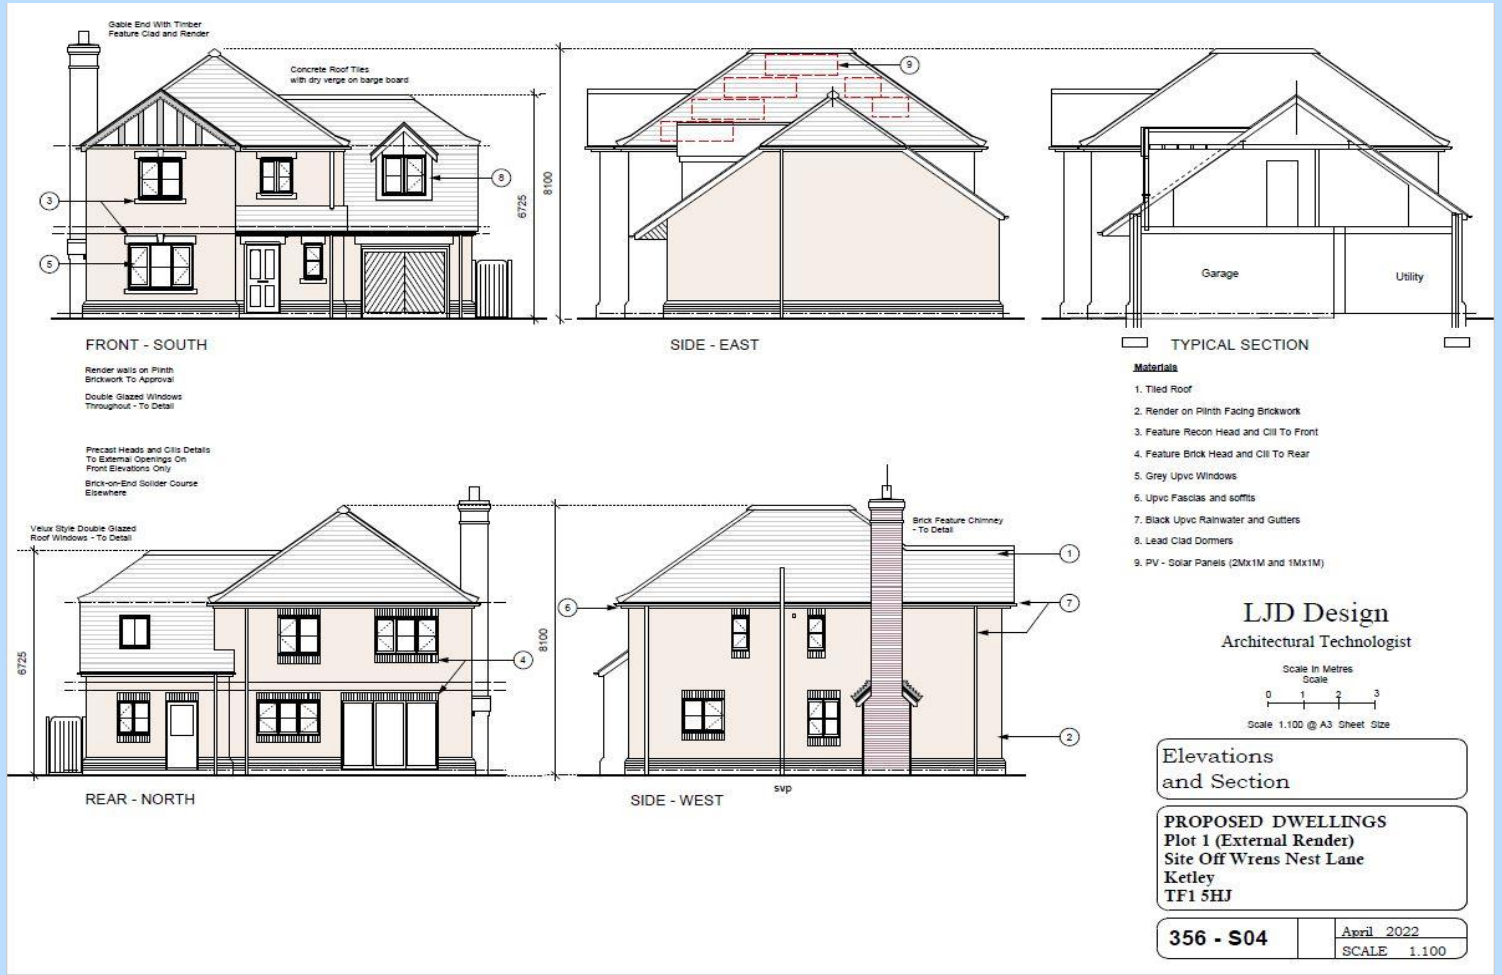 Gable End With Timber
Feature Clad and Render
Concrete Roof Tiles
with dry verge on barge board
3
5
8
6725
8100
9
Garage
Utility
FRONT - SOUTH
SIDE - EAST
TYPICAL SECTION
Render walls on Plinth
Brickwork To Approval
Double Glazed Windows
Throughout - To Detail
Precast Heads and Cills Details
To External Openings On
Front Elevations Only
Brick-on-End Solider Course
Elsewhere
Materials
1. Tiled Roof
2. Render on Plinth Facing Brickwork
3. Feature Recon Head and Cill To Front
4. Feature Brick Head and Cill To Rear
5. Grey Upvc Windows
6. Upvc Fascias and soffits
7. Black Upvc Rainwater and Gutters
8. Lead Clad Dormers
9. PV - Solar Panels (2Mx1M and 1Mx1M)
Velux Style Double Glazed
Roof Windows - To Detail
6725
4
8100
6
Brick Feature Chimney
- To Detail
1
7
2
svp
REAR - NORTH
SIDE - WEST
LJD Design
Architectural Technologist
Scale In Metres
Scale
0 1 2 3
Scale 1.100 @ A3 Sheet Size
Elevations
and Section
PROPOSED DWELLINGS
Plot 1 (External Render)
Site Off Wrens Nest Lane
Ketley
TF1 5HJ
356 - S04
April 2022
SCALE 1.100